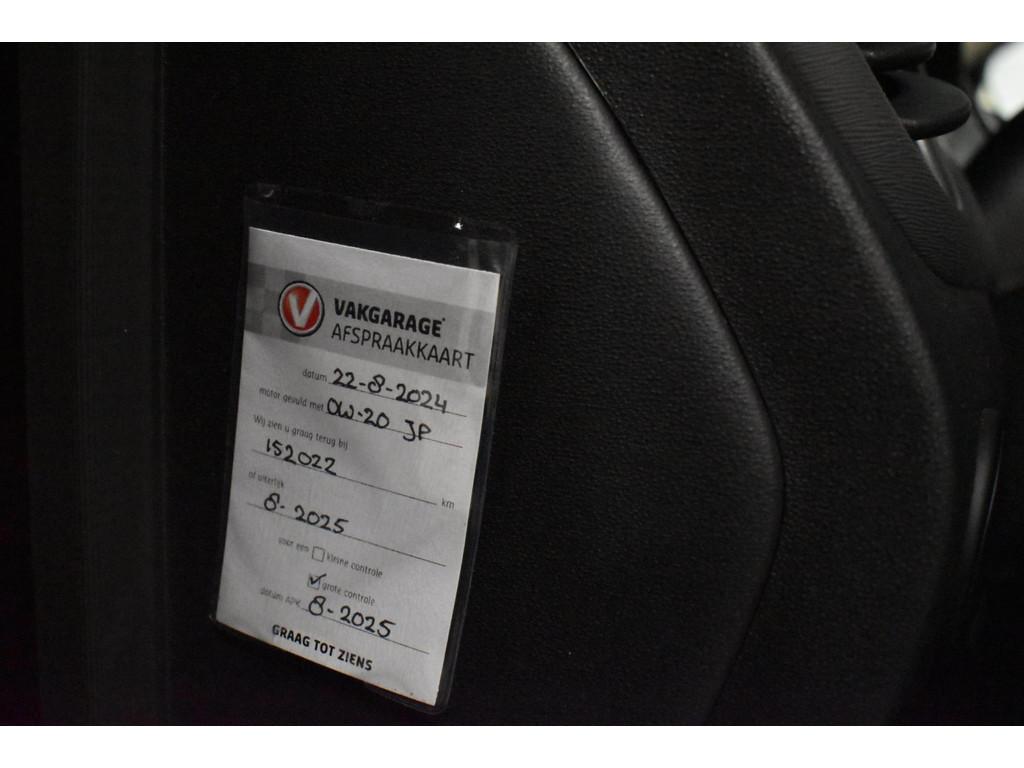 V VAKGARAGE®
AFSPRAAKKAART
datum 22-8-2024
motor gevuld met 0W-20 JP
Wij zien u graag terug bij
152022 km
of uiterlijk
8-2025
voor een kleine controle
grote controle
datum APK 8-2025
GRAAG TOT ZIENS